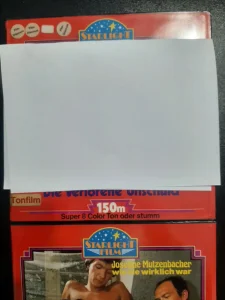 STARLIGHT
Die verlorene Unschuld
Tonfilm
150m
Super 8 Color Ton oder stumm
STARLIGHT
FILM
Josefine Mutzenbacher
wie sie wirklich war